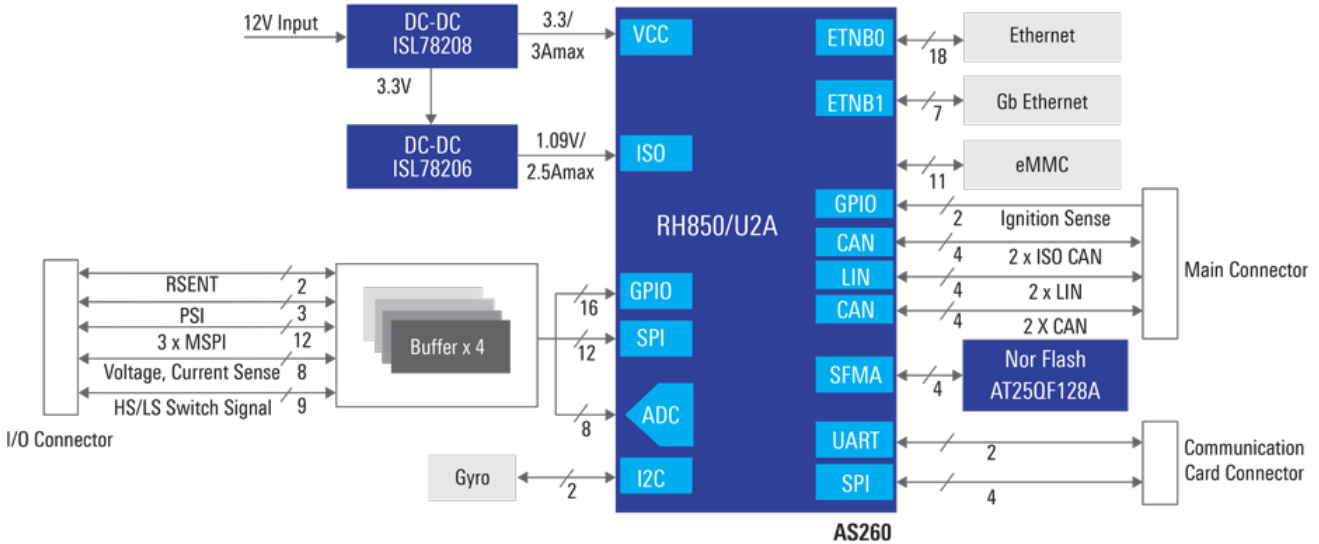 12V Input
DC-DC
ISL78208
3.3/
3Amax
VCC
3.3V
DC-DC
ISL78206
1.09V/
2.5Amax
ISO
RH850/U2A
ETNB0
18
Ethernet
ETNB1
7
Gb Ethernet
11
eMMC
GPIO
2
Ignition Sense
CAN
4
2 x ISO CAN
LIN
4
2 x LIN
CAN
4
2 X CAN
Main Connector
RSENT
2
PSI
3
3 x MSPI
12
Voltage, Current Sense
8
HS/LS Switch Signal
9
I/O Connector
Buffer x 4
16
GPIO
12
SPI
8
ADC
Gyro
2
I2C
SFMA
4
Nor Flash
AT25QF128A
UART
2
SPI
4
Communication
Card Connector
AS260